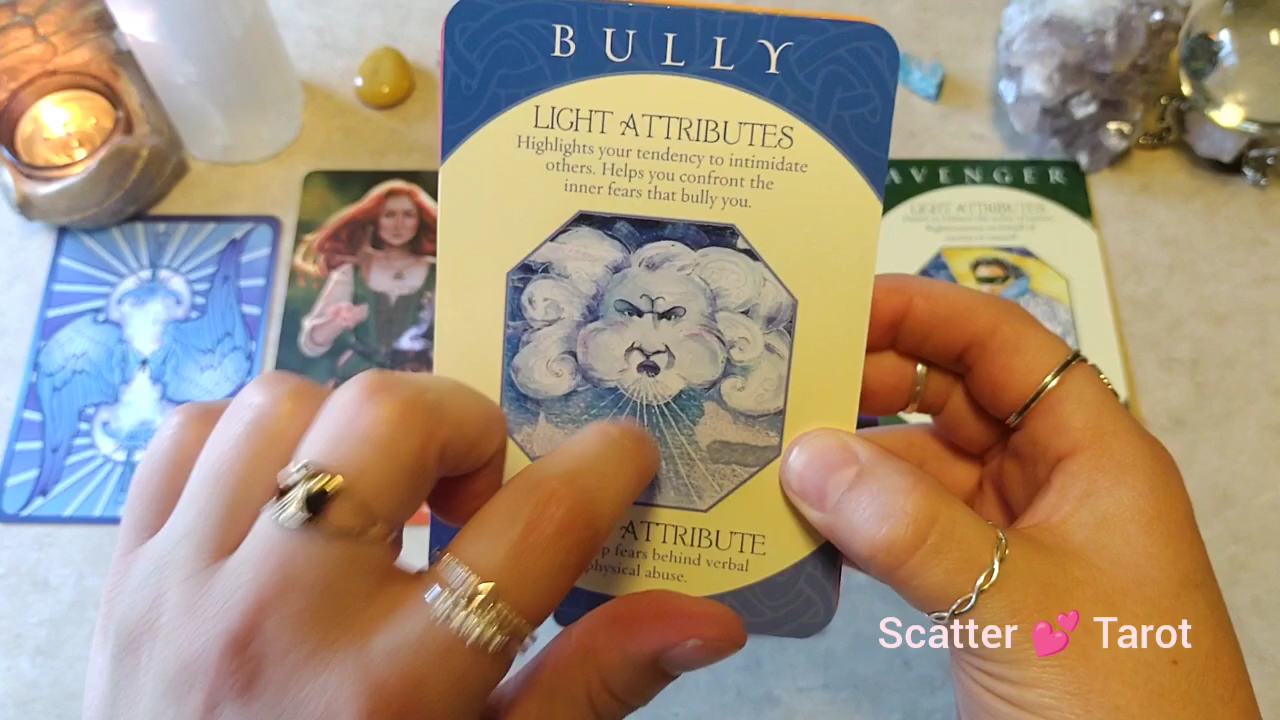 BULLY
LIGHT ATTRIBUTES
Highlights your tendency to intimidate
others. Helps you confront the
inner fears that bully you.
AVENGER
LIGHT ATTRIBUTES
ATTRIBUTE
p fears behind verbal
physical abuse.
Scatter 💕 Tarot